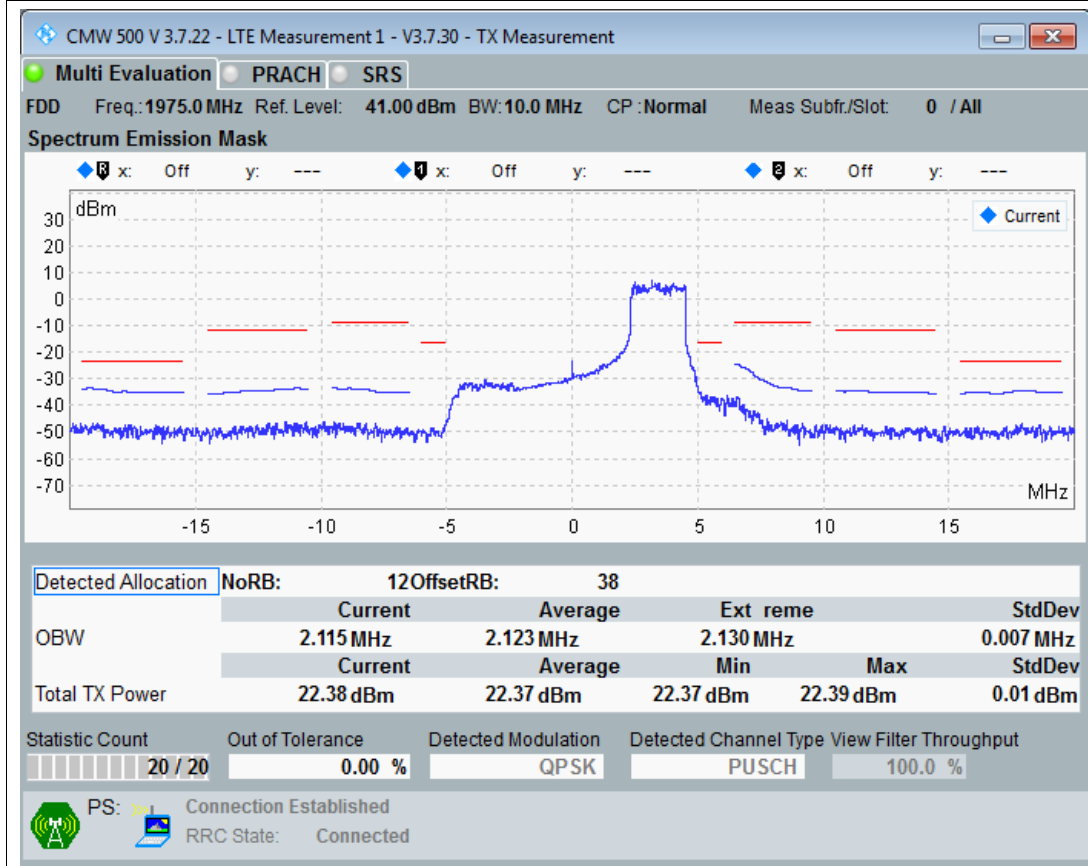 CMW 500 V 3.7.22 - LTE Measurement 1 - V3.7.30 - TX Measurement
Multi Evaluation PRACH SRS
FDD Freq.: 1975.0 MHz Ref. Level: 41.00 dBm BW: 10.0 MHz CP : Normal Meas Subfr./Slot: 0 / All
Spectrum Emission Mask
R x: Off y: --- 1 x: Off y: --- 2 x: Off y: ---
dBm
Current
30
20
10
0
-10
-20
-30
-40
-50
-60
-70
MHz
-15 -10 -5 0 5 10 15
Detected Allocation NoRB: 12 OffsetRB: 38
Current Average Ext reme StdDev
OBW 2.115 MHz 2.123 MHz 2.130 MHz 0.007 MHz
Current Average Min Max StdDev
Total TX Power 22.38 dBm 22.37 dBm 22.37 dBm 22.39 dBm 0.01 dBm
Statistic Count Out of Tolerance Detected Modulation Detected Channel Type View Filter Throughput
20 / 20 0.00 % QPSK PUSCH 100.0 %
PS: Connection Established
RRC State: Connected